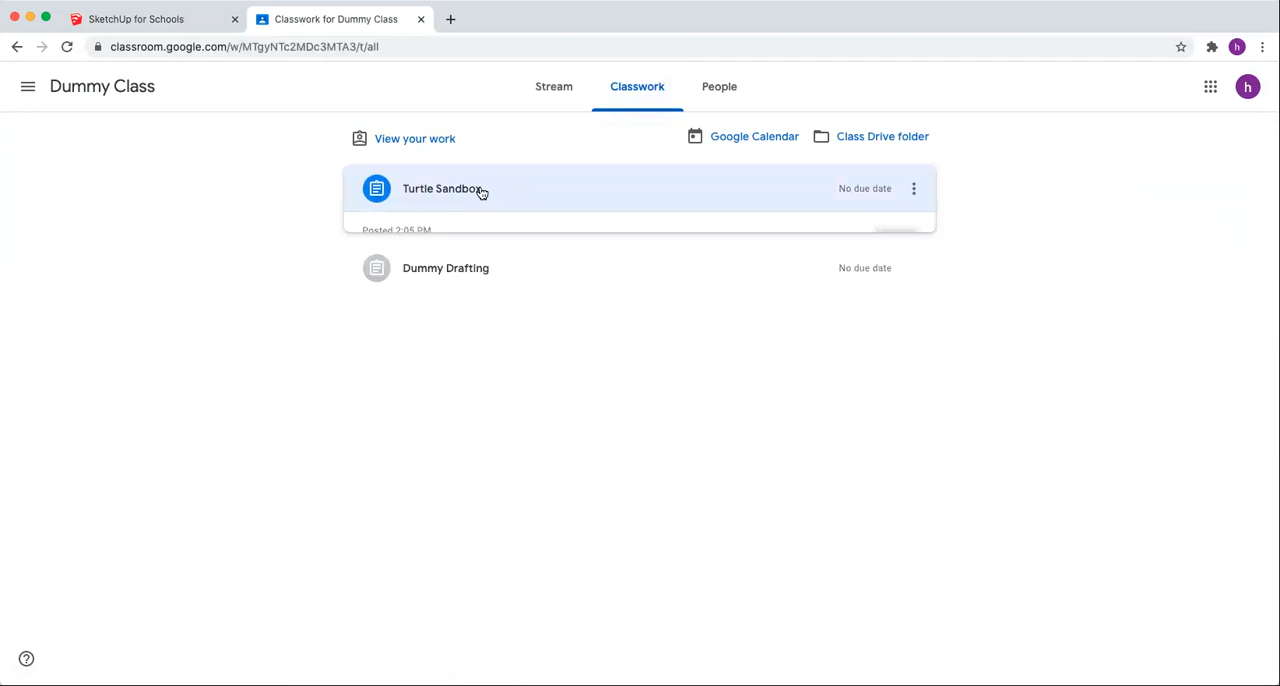 SketchUp for Schools
Classwork for Dummy Class
classroom.google.com/w/MTgyNTc2MDc3MTA3/t/all
h
Dummy Class
Stream
Classwork
People
h
View your work
Google Calendar
Class Drive folder
Turtle Sandbox
No due date
Posted 2:05 PM
Dummy Drafting
No due date